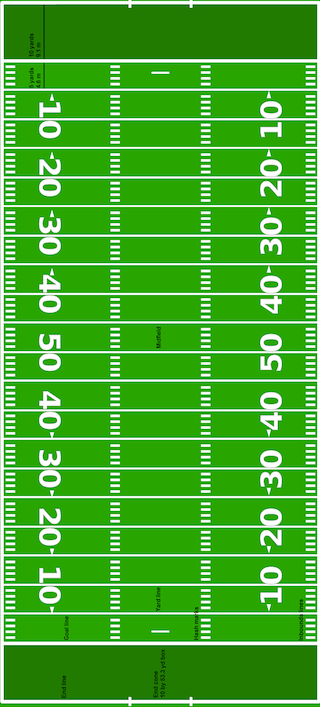 10 yards
9.1 m
5 yards
4.6 m
10 10
20 20
30 30
40 40
Midfield
50 50
40 40
30 30
20 20
10 10
Yard line
Hash marks
Inbounds lines
Goal line
End line
End zone
10 by 53.3 yd box